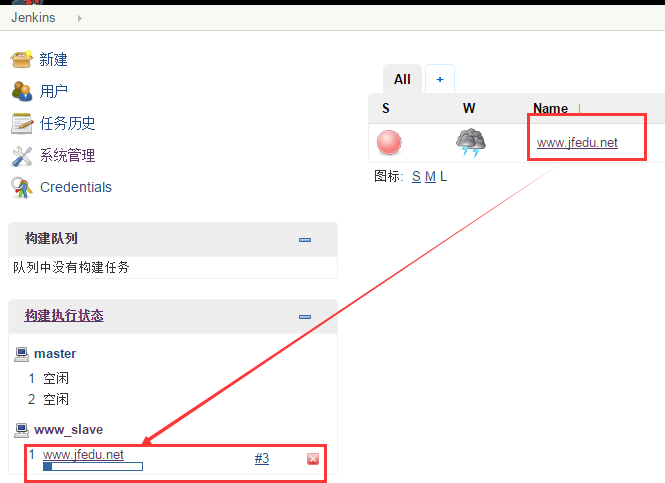 Jenkins
新建
用户
任务历史
系统管理
Credentials
构建队列
队列中没有构建任务
构建执行状态
master
1 空闲
2 空闲
www_slave
1 www.jfedu.net #3
All +
S W Name ↓
www.jfedu.net
图标: S M L